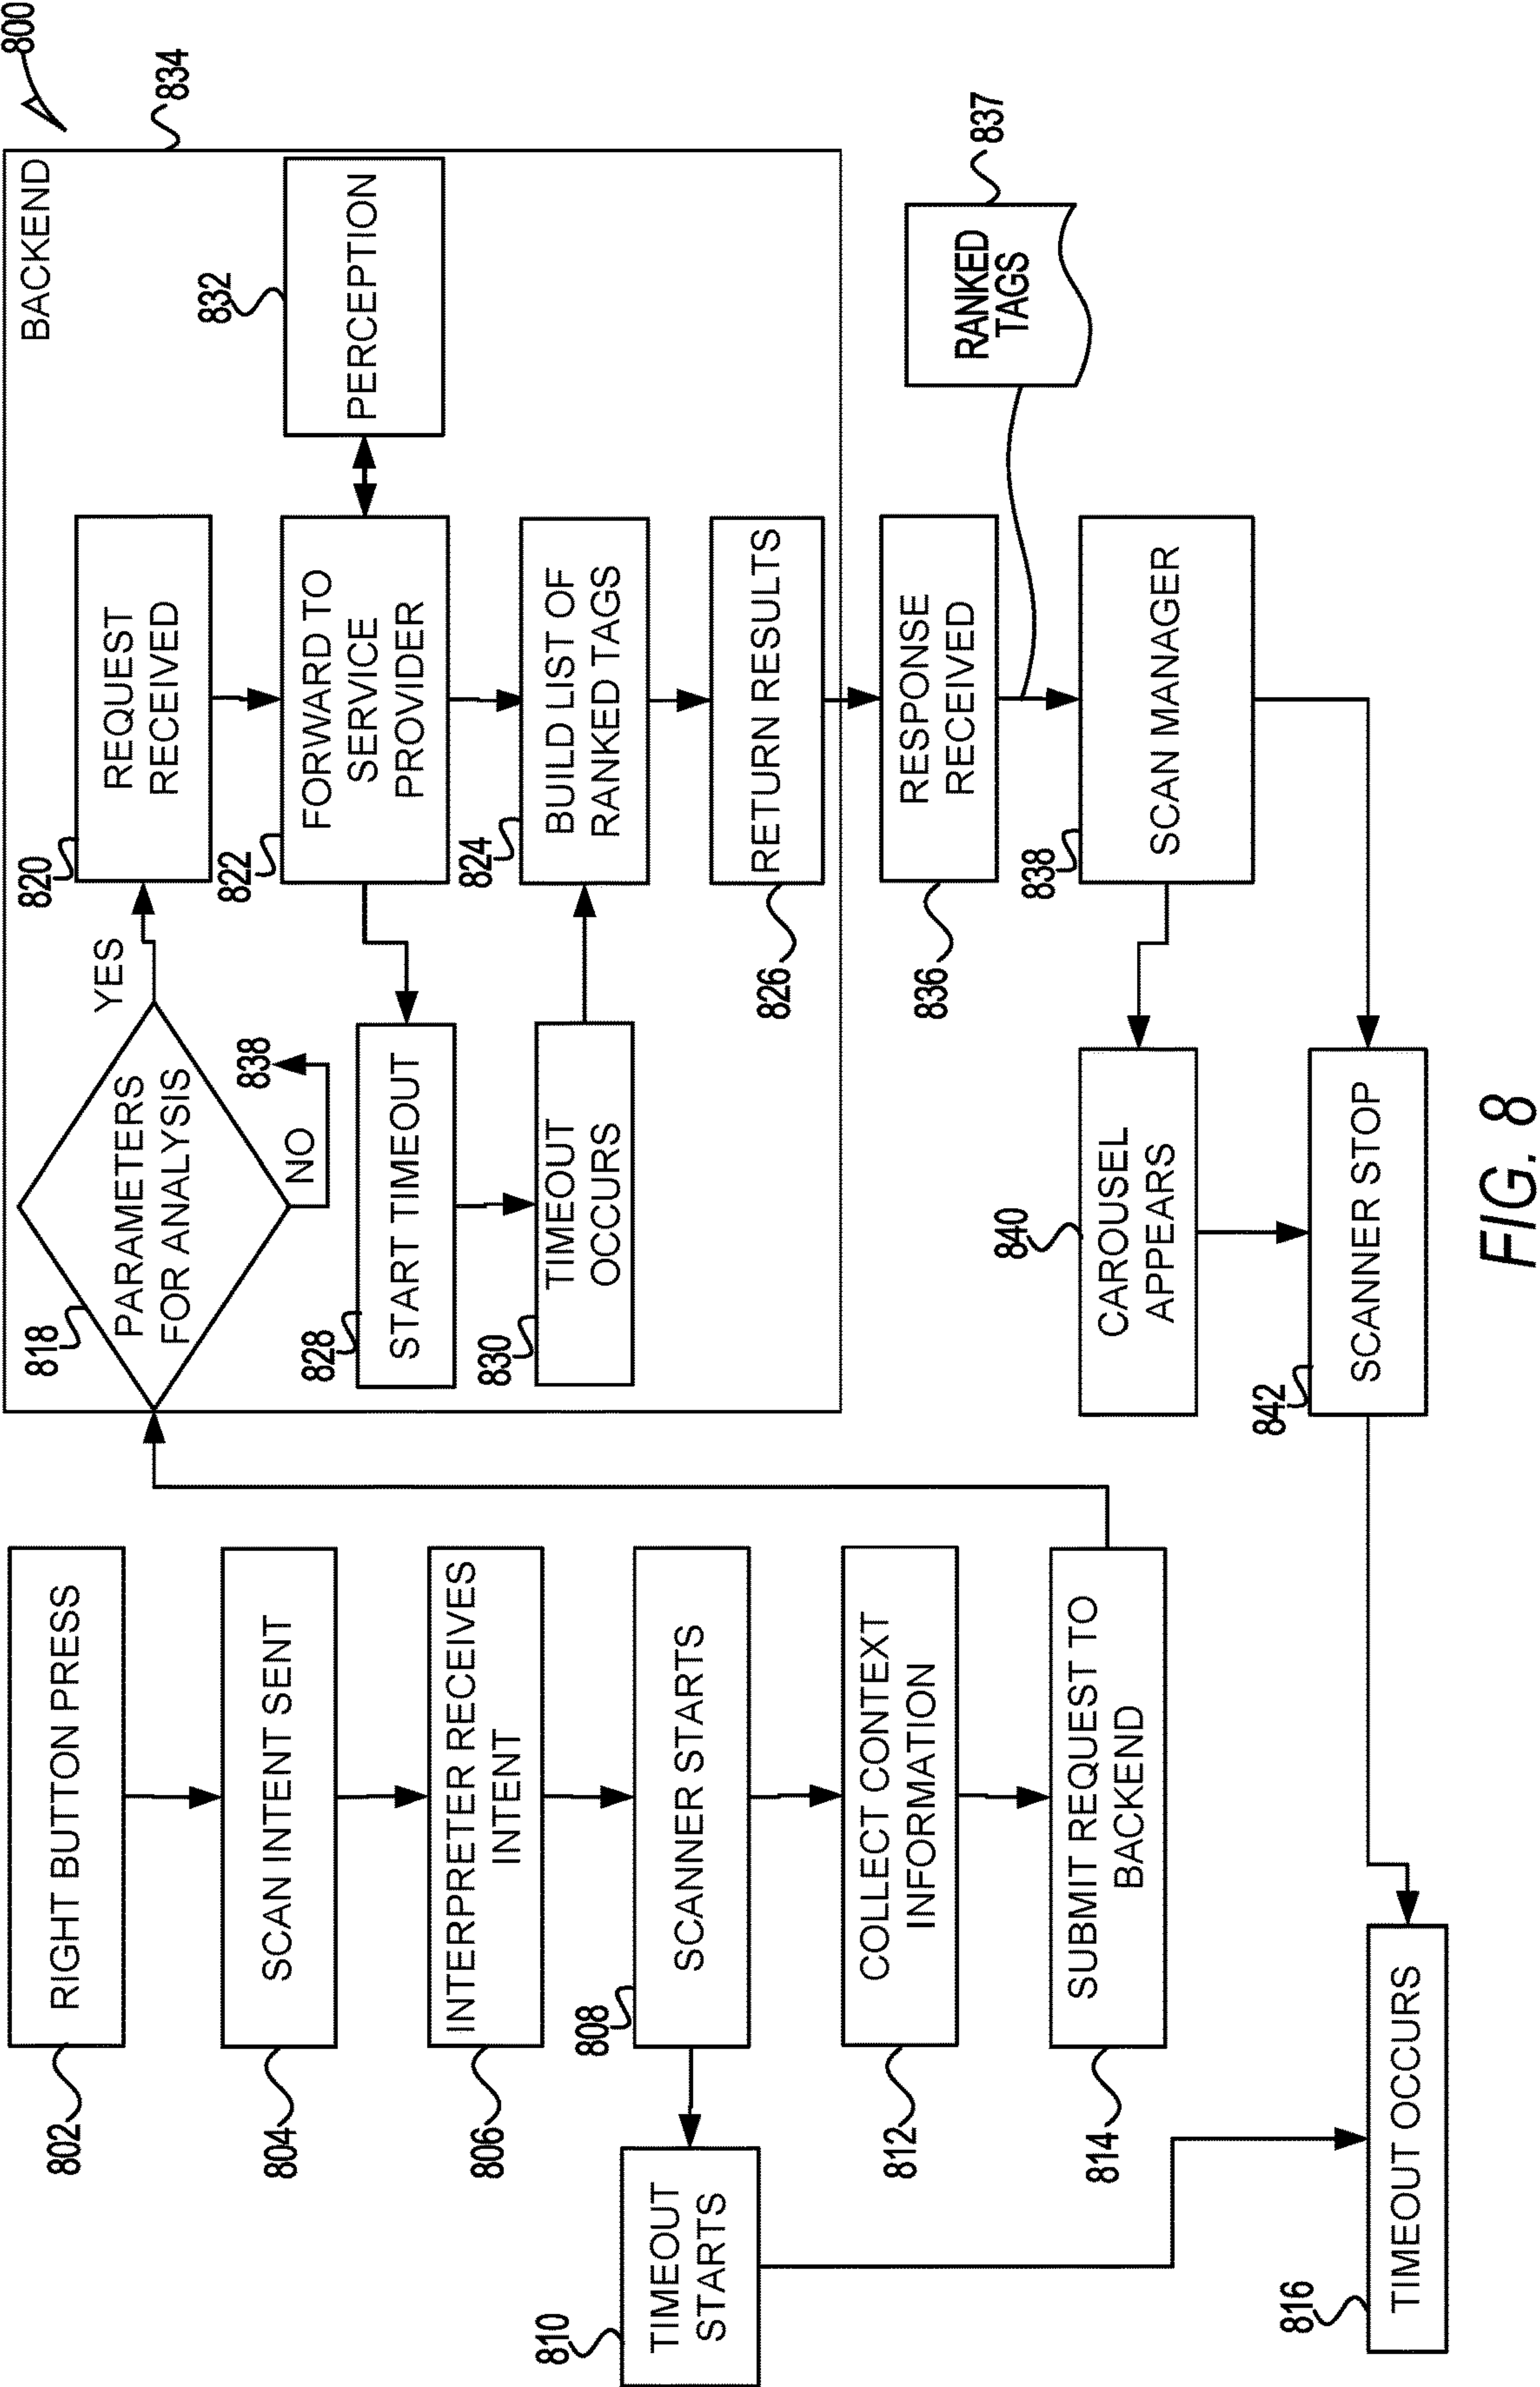 800
802
RIGHT BUTTON PRESS
804
SCAN INTENT SENT
806
INTERPRETER RECEIVES
INTENT
808
SCANNER STARTS
810
TIMEOUT
STARTS
812
COLLECT CONTEXT
INFORMATION
814
SUBMIT REQUEST TO
BACKEND
816
TIMEOUT OCCURS
BACKEND
834
818
PARAMETERS
FOR ANALYSIS
YES
NO
838
820
REQUEST
RECEIVED
822
FORWARD TO
SERVICE
PROVIDER
832
PERCEPTION
828
START TIMEOUT
830
TIMEOUT
OCCURS
824
BUILD LIST OF
RANKED TAGS
826
RETURN RESULTS
836
RESPONSE
RECEIVED
RANKED
TAGS
837
838
SCAN MANAGER
840
CAROUSEL
APPEARS
842
SCANNER STOP
FIG. 8